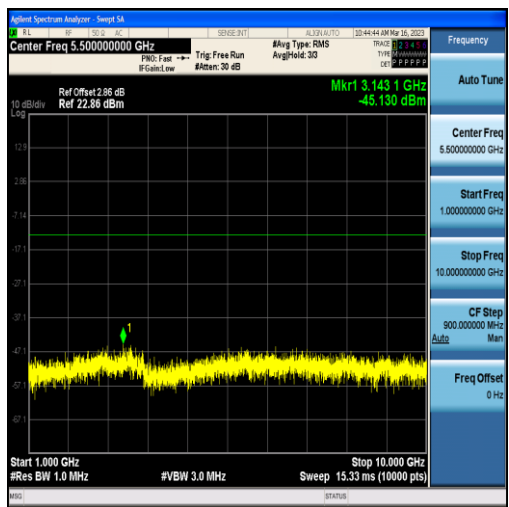 Agilent Spectrum Analyzer - Swept SA
RL RF 50 Ω AC SENSE:INT ALIGN AUTO 10:44:44 AM Mar 16, 2023
Center Freq 5.500000000 GHz
PNO: Fast
IFGain:Low
Trig: Free Run
#Atten: 30 dB
#Avg Type: RMS
Avg|Hold: 3/3
TRACE 1 2 3 4 5 6
TYPE
DET P P P P P P
Frequency
Auto Tune
Center Freq
5.500000000 GHz
Start Freq
1.000000000 GHz
Stop Freq
10.000000000 GHz
CF Step
900.000000 MHz
Auto Man
Freq Offset
0 Hz
Mkr1 3.143 1 GHz
-45.130 dBm
Ref Offset 2.86 dB
10 dB/div Ref 22.86 dBm
Log
12.9
2.86
-7.14
-17.1
-27.1
-37.1
-47.1
-57.1
-67.1
1
Start 1.000 GHz Stop 10.000 GHz
#Res BW 1.0 MHz #VBW 3.0 MHz Sweep 15.33 ms (10000 pts)
MSG STATUS